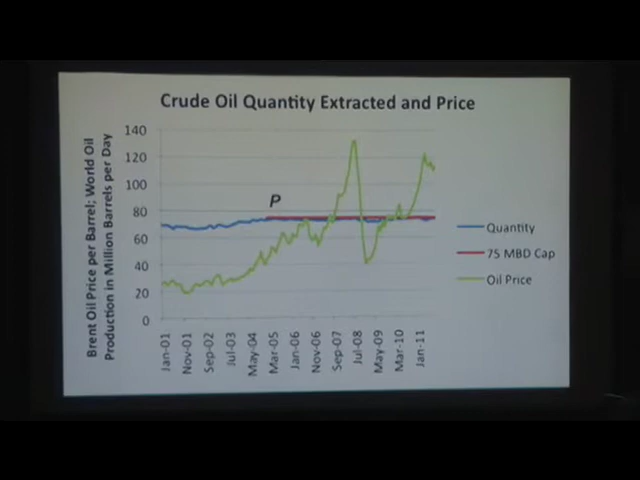 Crude Oil Quantity Extracted and Price
Brent Oil Price per Barrel; World Oil
Production in Million Barrels per Day
140
120
100
80
60
40
20
0
P
Quantity
75 MBD Cap
Oil Price
Jan-01
Nov-01
Sep-02
Jul-03
May-04
Mar-05
Jan-06
Nov-06
Sep-07
Jul-08
May-09
Mar-10
Jan-11